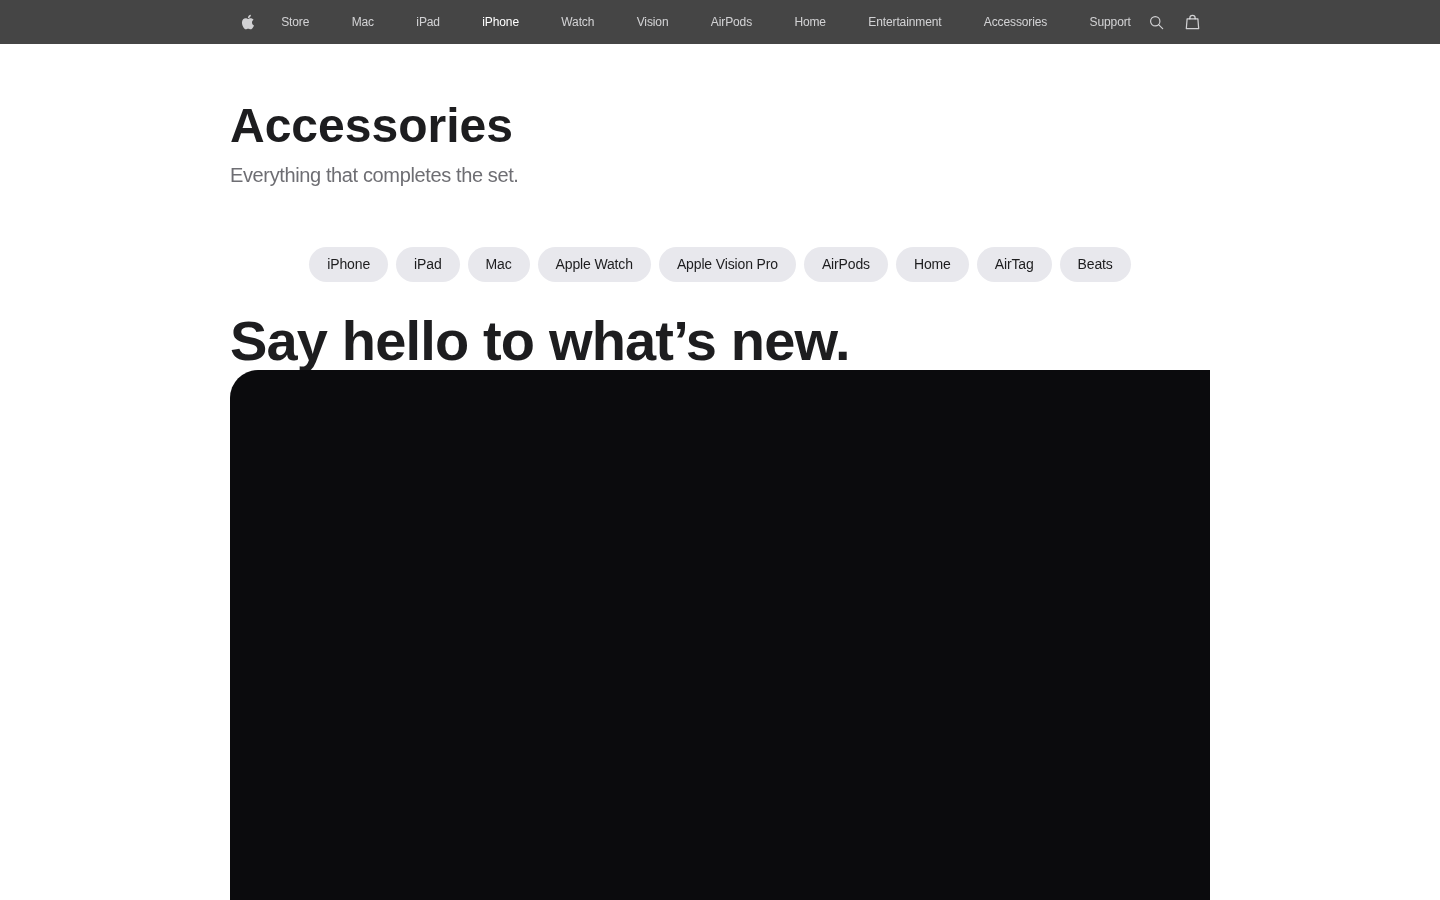 Store Mac iPad iPhone Watch Vision AirPods Home Entertainment Accessories Support
Accessories
Everything that completes the set.
iPhone iPad Mac Apple Watch Apple Vision Pro AirPods Home AirTag Beats
Say hello to what’s new.